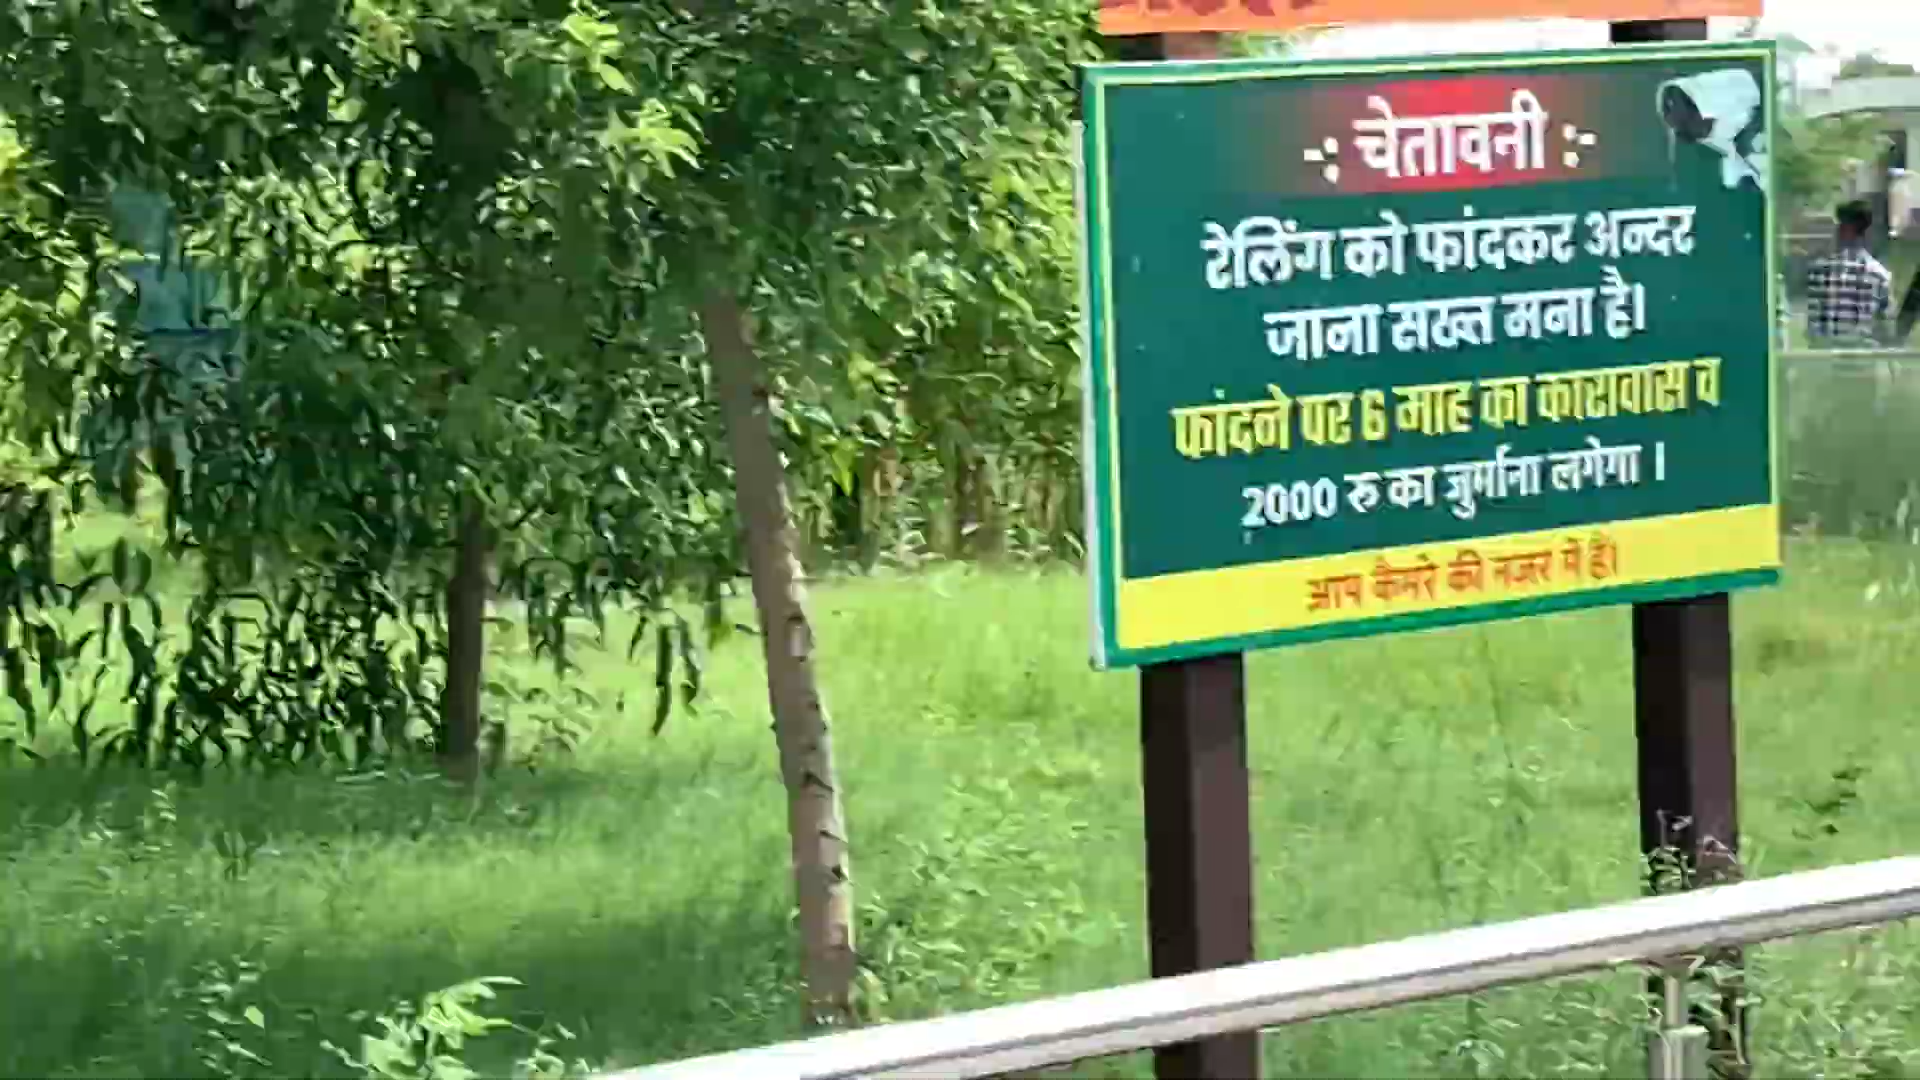 -: चेतावनी :-
रेलिंग को फांदकर अन्दर
जाना सख्त मना है।
फांदने पर 6 माह का कारावास व
2000 रु का जुर्माना लगेगा ।
आप कैमरे की नजर में है।